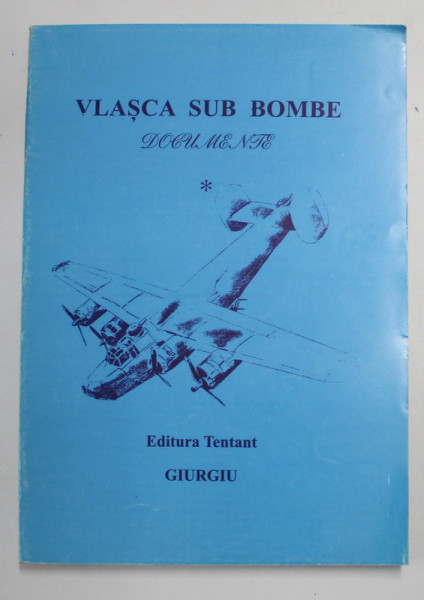 VLAȘCA SUB BOMBE
DOCUMENTE
*
Editura Tentant
GIURGIU